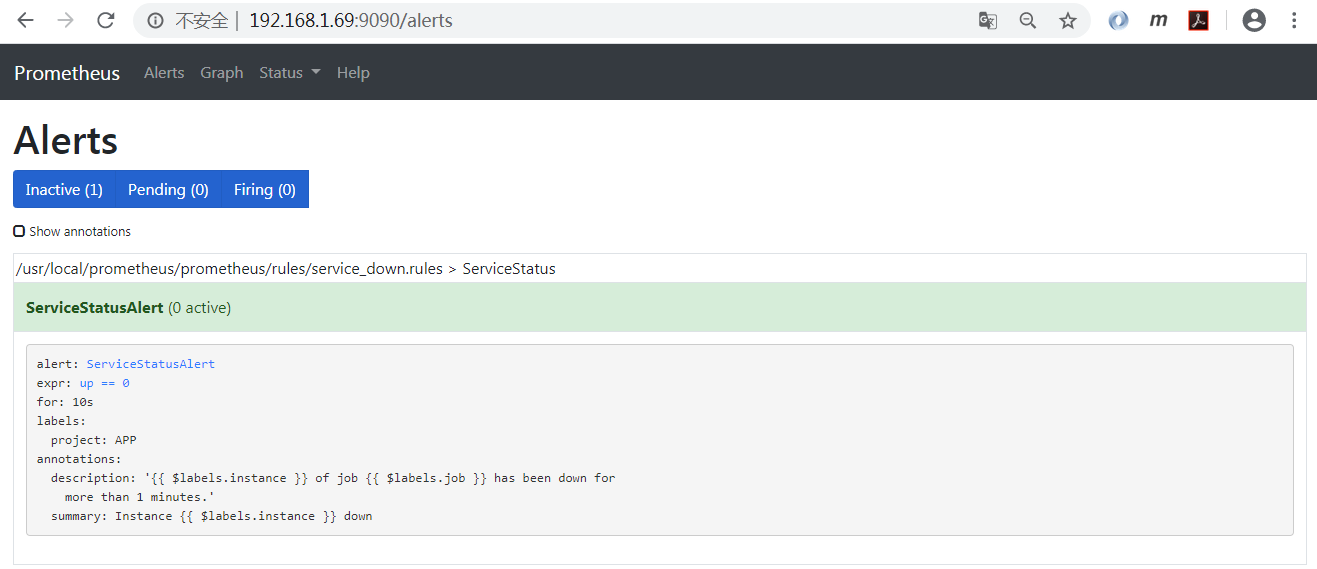 不安全 | 192.168.1.69:9090/alerts
Prometheus Alerts Graph Status Help
Alerts
Inactive (1) Pending (0) Firing (0)
Show annotations
/usr/local/prometheus/prometheus/rules/service_down.rules > ServiceStatus
ServiceStatusAlert (0 active)
alert: ServiceStatusAlert
expr: up == 0
for: 10s
labels:
  project: APP
annotations:
  description: '{{ $labels.instance }} of job {{ $labels.job }} has been down for
    more than 1 minutes.'
  summary: Instance {{ $labels.instance }} down